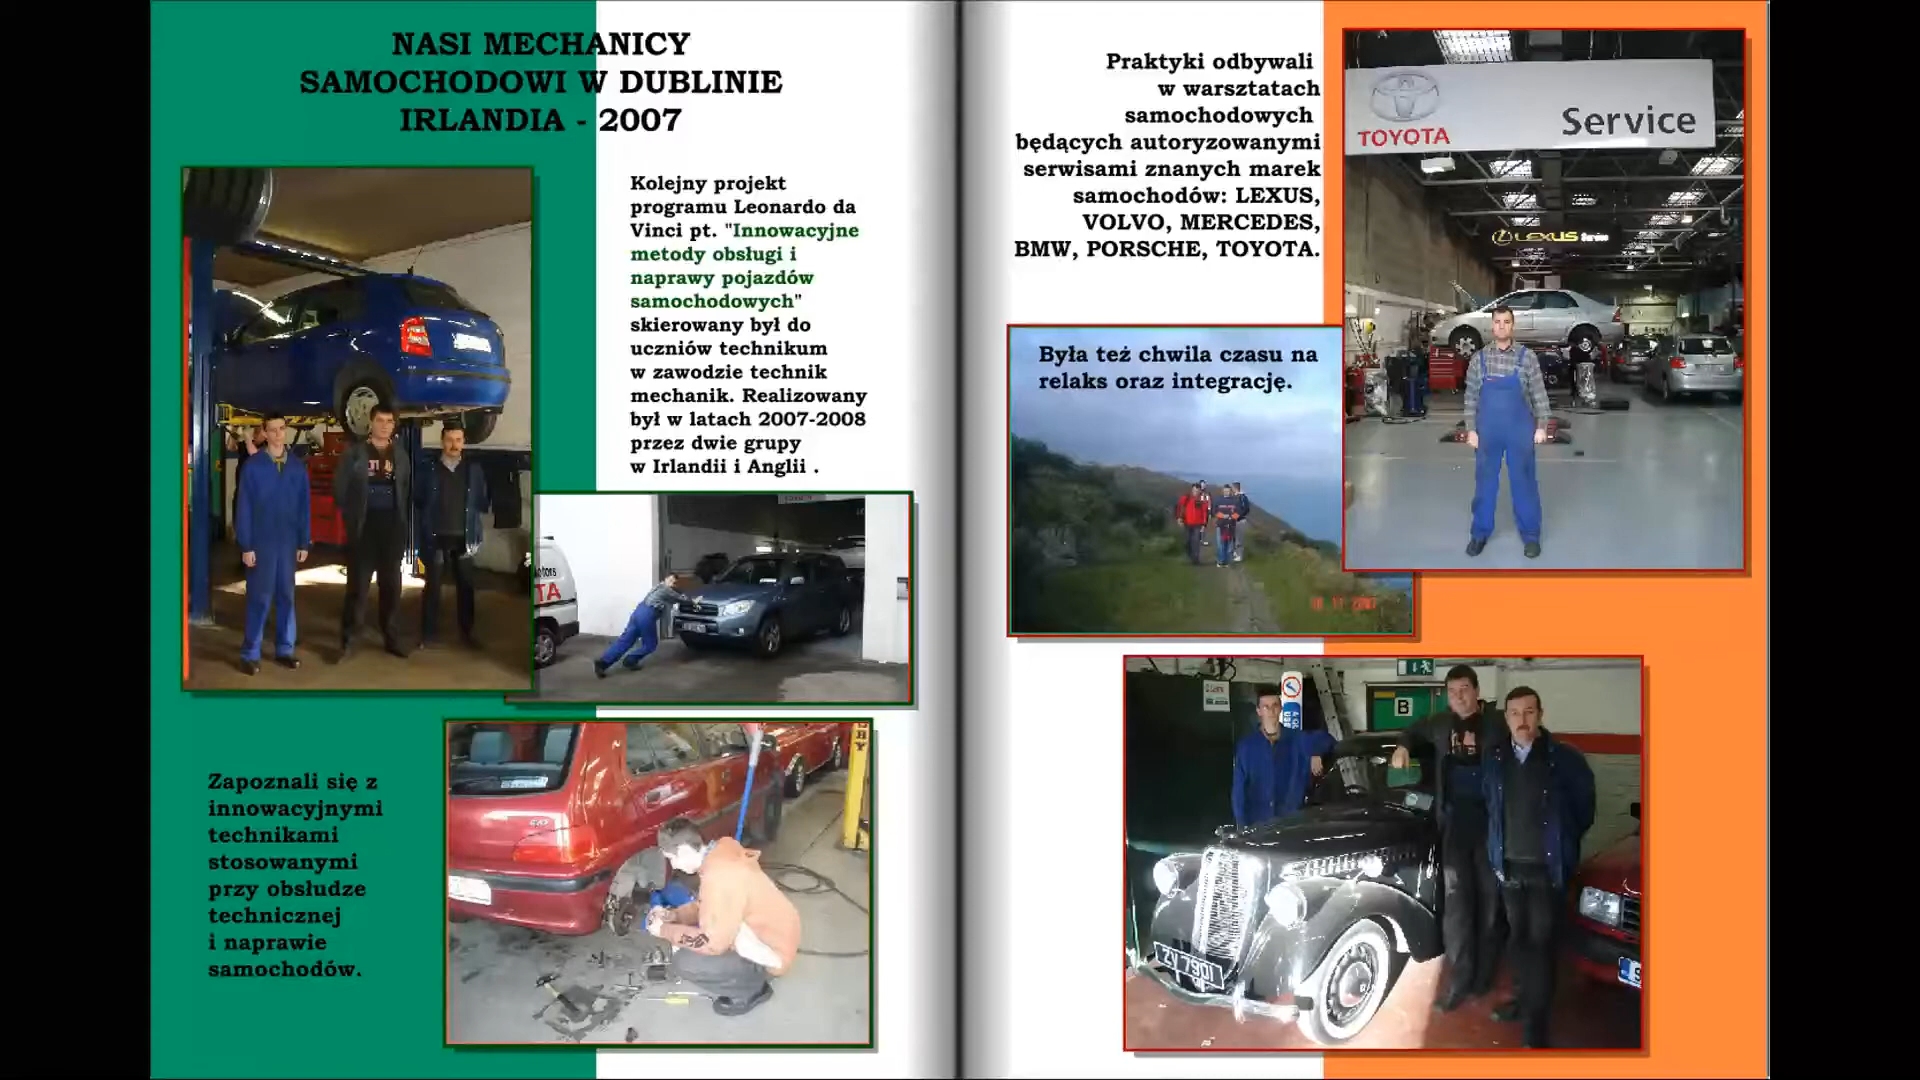 NASI MECHANICY
SAMOCHODOWI W DUBLINIE
IRLANDIA - 2007
Kolejny projekt
programu Leonardo da
Vinci pt. "Innowacyjne
metody obsługi i
naprawy pojazdów
samochodowych"
skierowany był do
uczniów technikum
w zawodzie technik
mechanik. Realizowany
był w latach 2007-2008
przez dwie grupy
w Irlandii i Anglii .
Zapoznali się z
innowacyjnymi
technikami
stosowanymi
przy obsłudze
technicznej
i naprawie
samochodów.
Praktyki odbywali
w warsztatach
samochodowych
będących autoryzowanymi
serwisami znanych marek
samochodów: LEXUS,
VOLVO, MERCEDES,
BMW, PORSCHE, TOYOTA.
TOYOTA Service
LEXUS Service
Była też chwila czasu na
relaks oraz integrację.
B
ZV 7901